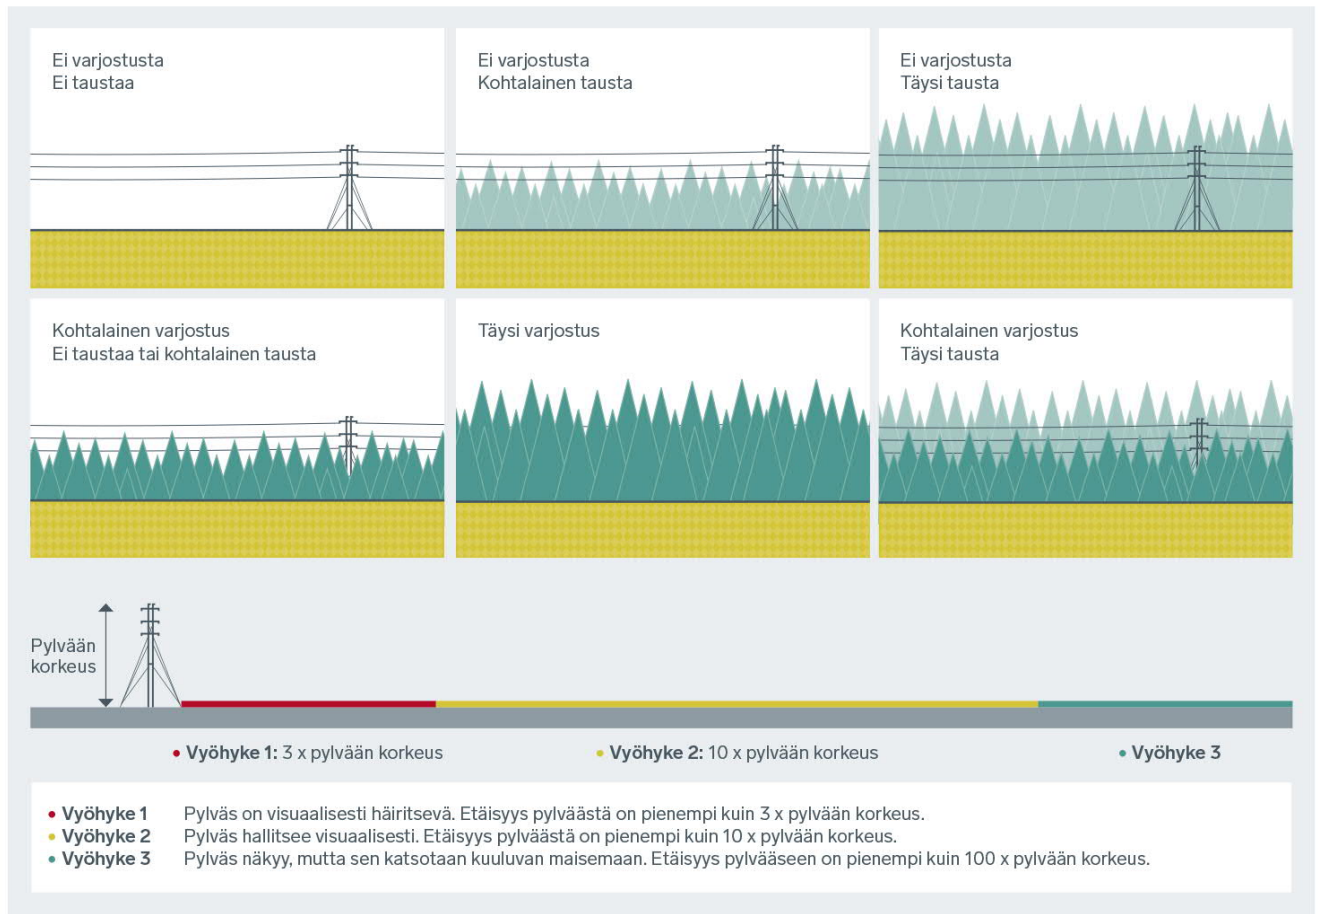 Ei varjostusta
Ei taustaa
Ei varjostusta
Kohtalainen tausta
Ei varjostusta
Täysi tausta
Kohtalainen varjostus
Ei taustaa tai kohtalainen tausta
Täysi varjostus
Kohtalainen varjostus
Täysi tausta
Pylvään
korkeus
• Vyöhyke 1: 3 x pylvään korkeus
• Vyöhyke 2: 10 x pylvään korkeus
• Vyöhyke 3
• Vyöhyke 1 Pylväs on visuaalisesti häiritsevä. Etäisyys pylväästä on pienempi kuin 3 x pylvään korkeus.
• Vyöhyke 2 Pylväs hallitsee visuaalisesti. Etäisyys pylväästä on pienempi kuin 10 x pylvään korkeus.
• Vyöhyke 3 Pylväs näkyy, mutta sen katsotaan kuuluvan maisemaan. Etäisyys pylvääseen on pienempi kuin 100 x pylvään korkeus.